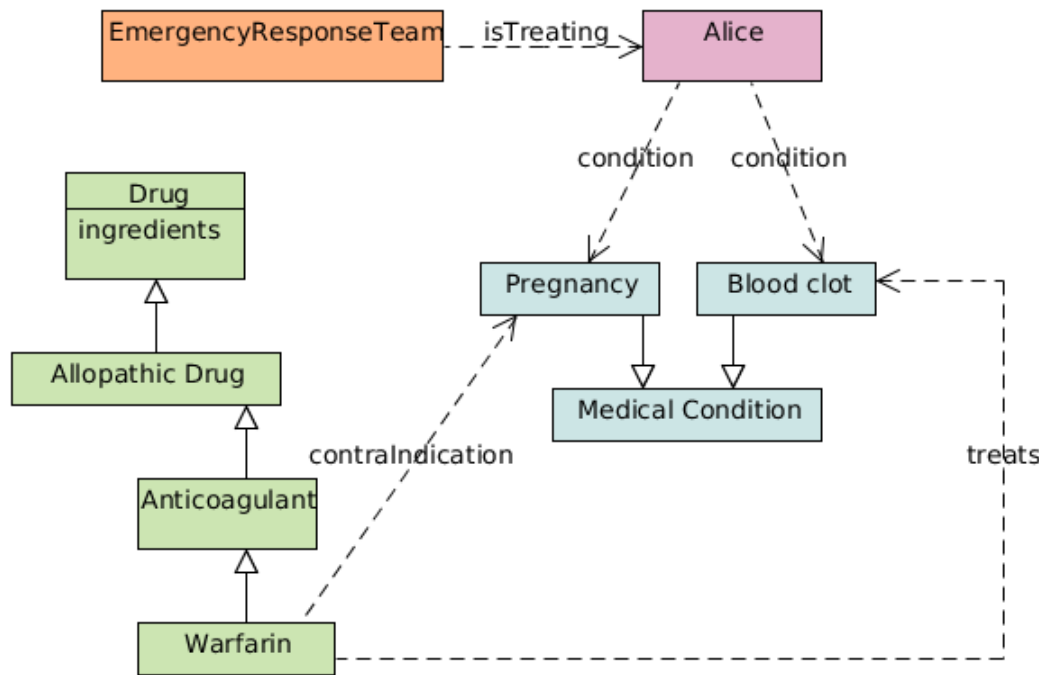 EmergencyResponseTeam
isTreating
Alice
condition
condition
Drug
ingredients
Pregnancy
Blood clot
Allopathic Drug
Medical Condition
contraIndication
treats
Anticoagulant
Warfarin